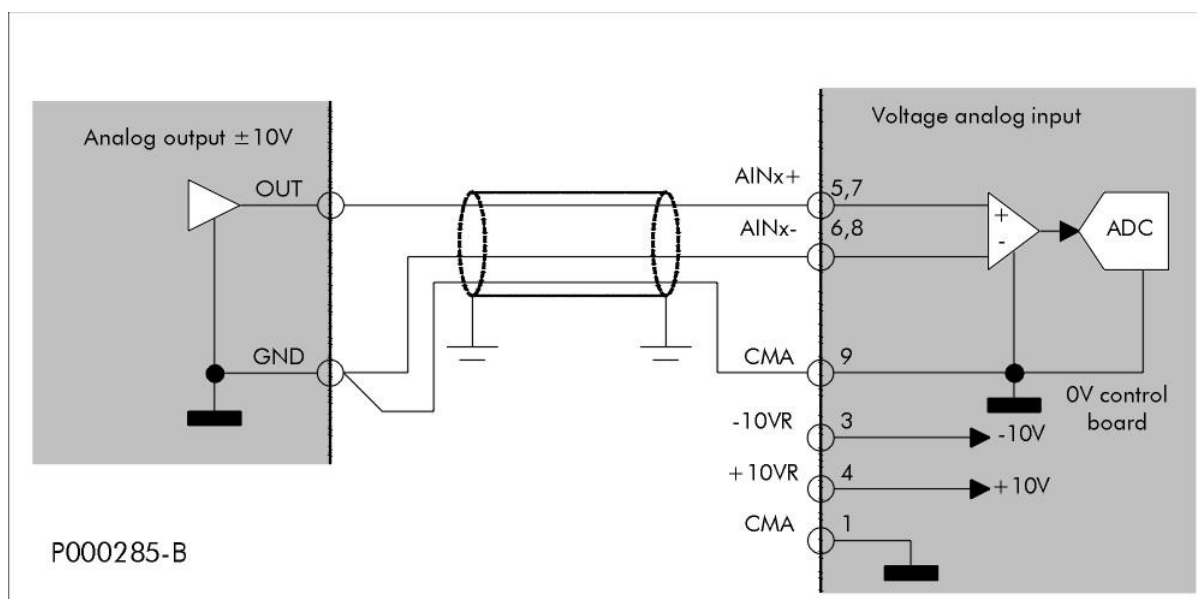 Analog output ±10V
OUT
GND
Voltage analog input
AINx+
5,7
AINx-
6,8
+
-
ADC
CMA
9
0V control
board
-10VR
3
-10V
+10VR
4
+10V
CMA
1
P000285-B